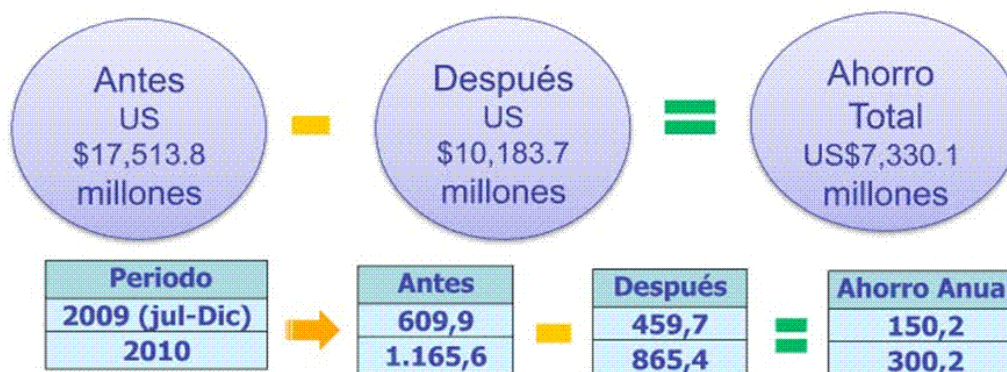 Antes
US
$17,513.8
millones
Después
US
$10,183.7
millones
Ahorro
Total
US$7,330.1
millones
Periodo
2009 (jul-Dic)
2010
Antes
609,9
1.165,6
Después
459,7
865,4
Ahorro Anua
150,2
300,2